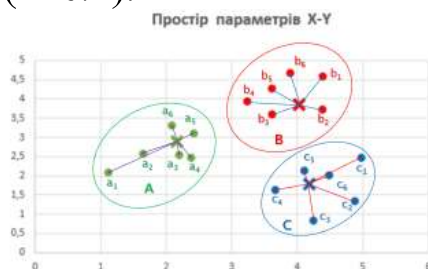 Простір параметрів X-Y
5
4,5
4
3,5
3
2,5
2
1,5
1
0,5
0
b₆
b₅
b₁
b₄
b₃
b₂
B
a₆
a₅
a₂
a₃
a₄
a₁
A
c₅
c₁
c₆
c₄
c₂
c₃
C
0
1
2
3
4
5
6